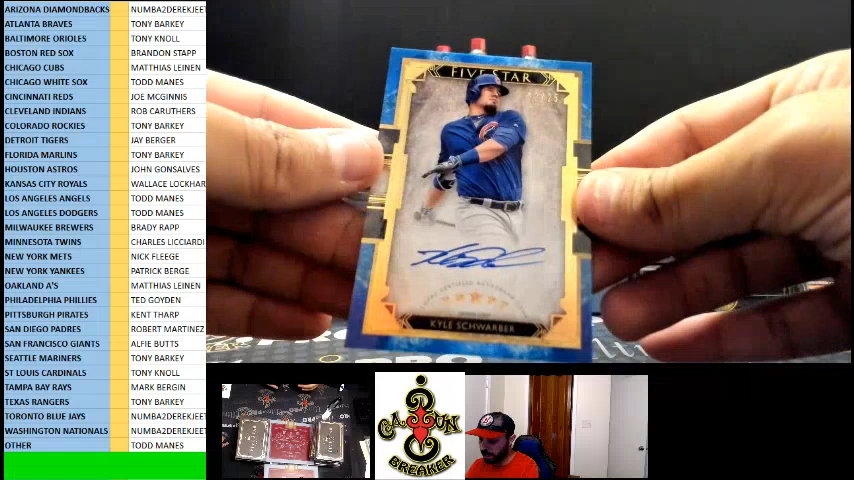 ARIZONA DIAMONDBACKS NUMBA2DEREKJEET
ATLANTA BRAVES TONY BARKEY
BALTIMORE ORIOLES TONY KNOLL
BOSTON RED SOX BRANDON STAPP
CHICAGO CUBS MATTHIAS LEINEN
CHICAGO WHITE SOX TODD MANES
CINCINNATI REDS JOE MCGINNIS
CLEVELAND INDIANS ROB CARUTHERS
COLORADO ROCKIES TONY BARKEY
DETROIT TIGERS JAY BERGER
FLORIDA MARLINS TONY BARKEY
HOUSTON ASTROS JOHN GONSALVES
KANSAS CITY ROYALS WALLACE LOCKHAR
LOS ANGELES ANGELS TODD MANES
LOS ANGELES DODGERS TODD MANES
MILWAUKEE BREWERS BRADY RAPP
MINNESOTA TWINS CHARLES LICCIARDI
NEW YORK METS NICK FLEEGE
NEW YORK YANKEES PATRICK BERGE
OAKLAND A'S MATTHIAS LEINEN
PHILADELPHIA PHILLIES TED GOYDEN
PITTSBURGH PIRATES KENT THARP
SAN DIEGO PADRES ROBERT MARTINEZ
SAN FRANCISCO GIANTS ALFIE BUTTS
SEATTLE MARINERS TONY BARKEY
ST LOUIS CARDINALS TONY KNOLL
TAMPA BAY RAYS MARK BERGIN
TEXAS RANGERS TONY BARKEY
TORONTO BLUE JAYS NUMBA2DEREKJEET
WASHINGTON NATIONALS NUMBA2DEREKJEET
OTHER TODD MANES
FIVE STAR
KYLE SCHWARBER
CAJUN
BREAKER